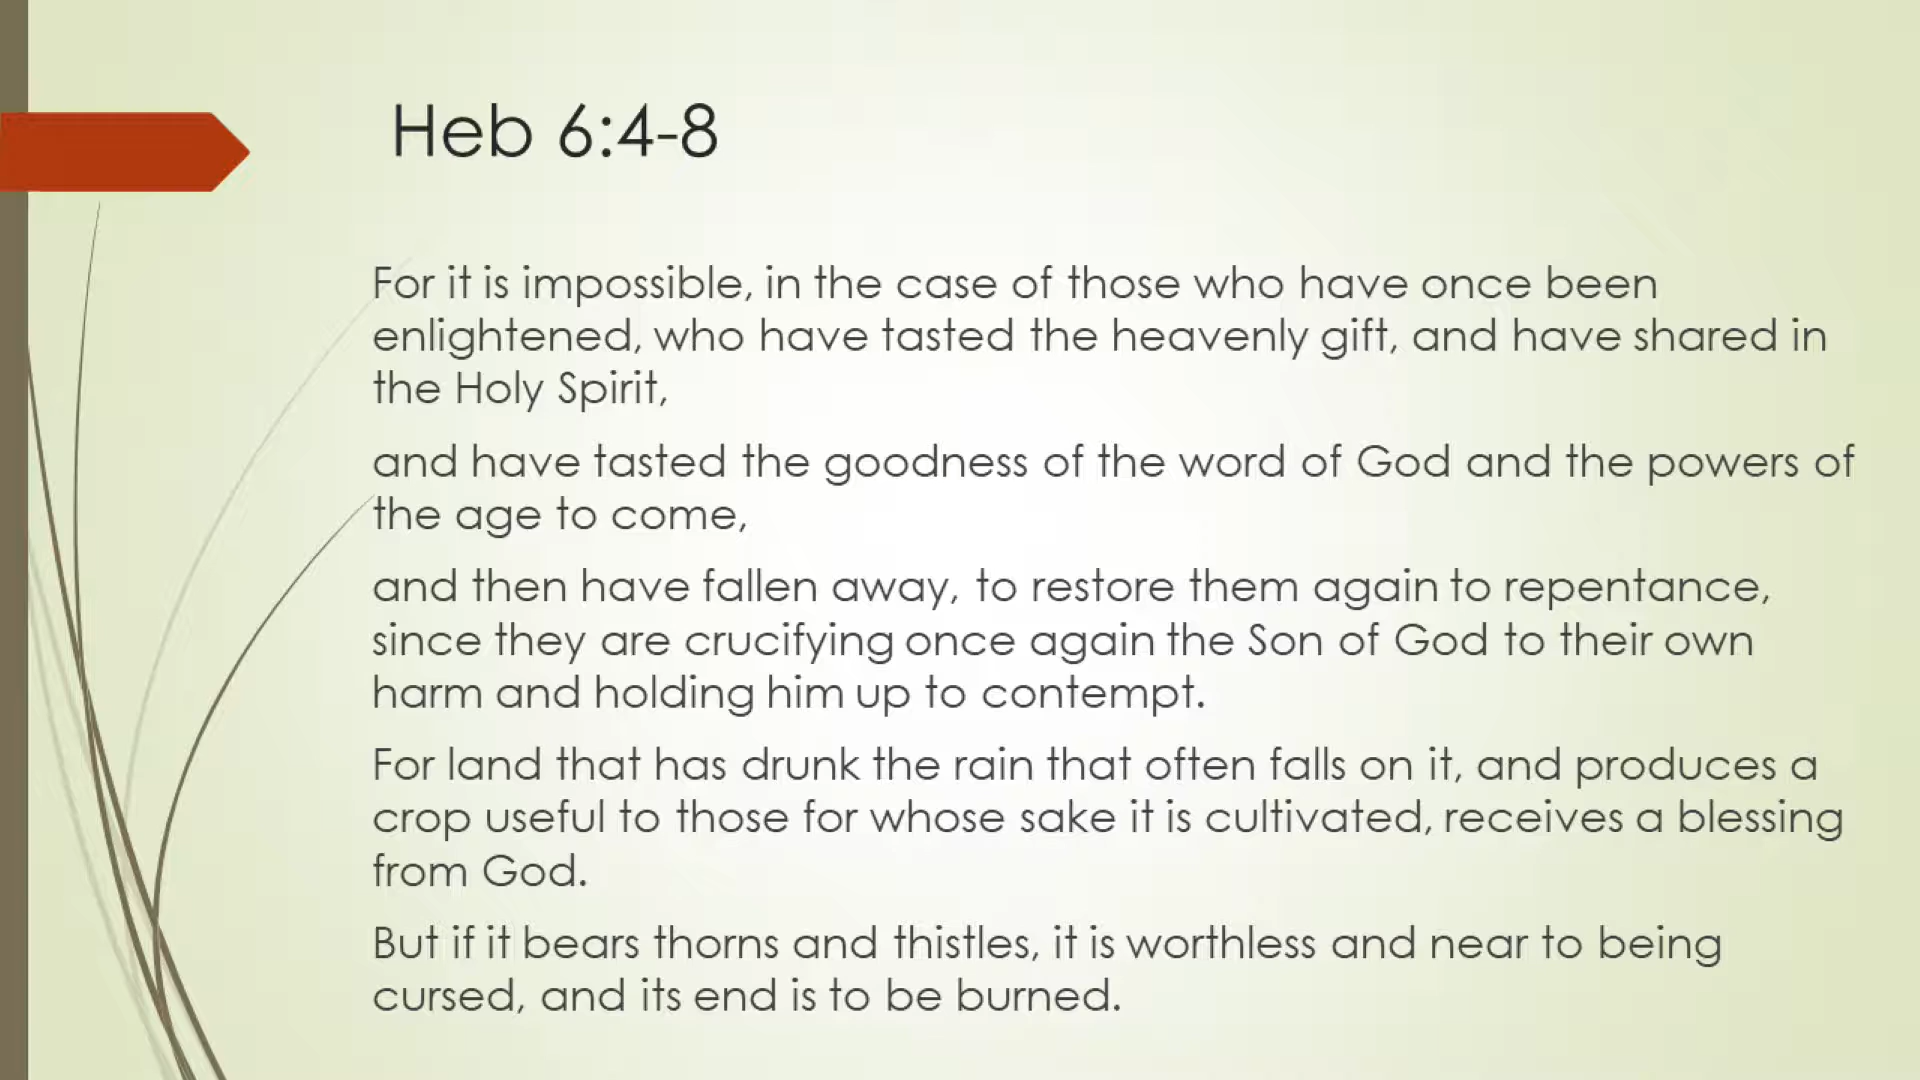 Heb 6:4-8
For it is impossible, in the case of those who have once been
enlightened, who have tasted the heavenly gift, and have shared in
the Holy Spirit,
and have tasted the goodness of the word of God and the powers of
the age to come,
and then have fallen away, to restore them again to repentance,
since they are crucifying once again the Son of God to their own
harm and holding him up to contempt.
For land that has drunk the rain that often falls on it, and produces a
crop useful to those for whose sake it is cultivated, receives a blessing
from God.
But if it bears thorns and thistles, it is worthless and near to being
cursed, and its end is to be burned.